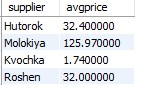 supplier avgprice
Hutorok 32.400000
Molokiya 125.970000
Kvochka 1.740000
Roshen 32.000000